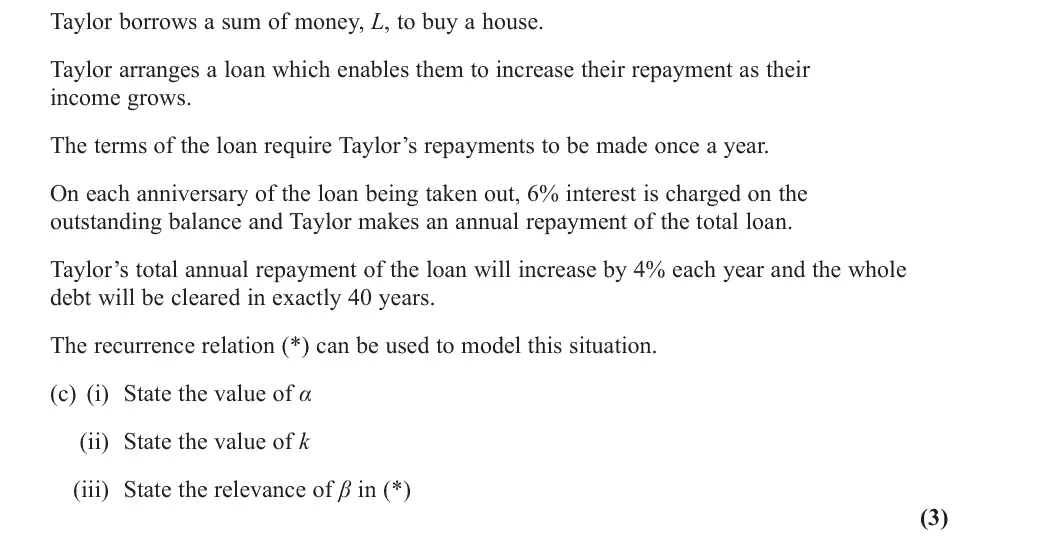 Taylor borrows a sum of money, L, to buy a house.
Taylor arranges a loan which enables them to increase their repayment as their
income grows.
The terms of the loan require Taylor’s repayments to be made once a year.
On each anniversary of the loan being taken out, 6% interest is charged on the
outstanding balance and Taylor makes an annual repayment of the total loan.
Taylor’s total annual repayment of the loan will increase by 4% each year and the whole
debt will be cleared in exactly 40 years.
The recurrence relation (*) can be used to model this situation.
(c) (i) State the value of α
(ii) State the value of k
(iii) State the relevance of β in (*)
(3)